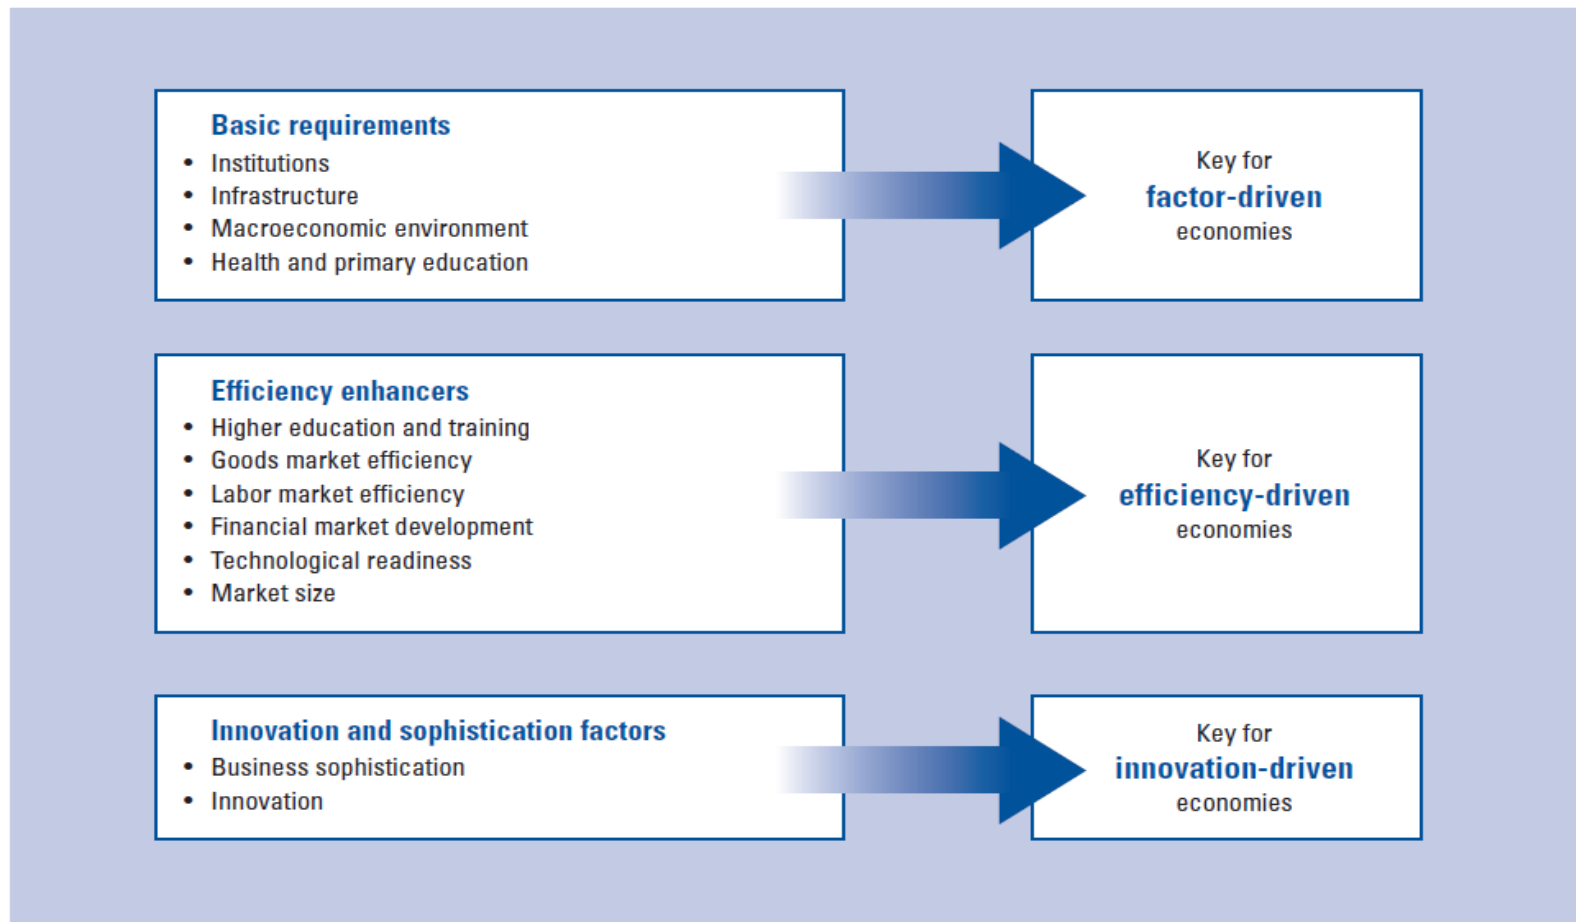 Basic requirements
• Institutions
• Infrastructure
• Macroeconomic environment
• Health and primary education
Key for
factor-driven
economies
Efficiency enhancers
• Higher education and training
• Goods market efficiency
• Labor market efficiency
• Financial market development
• Technological readiness
• Market size
Key for
efficiency-driven
economies
Innovation and sophistication factors
• Business sophistication
• Innovation
Key for
innovation-driven
economies